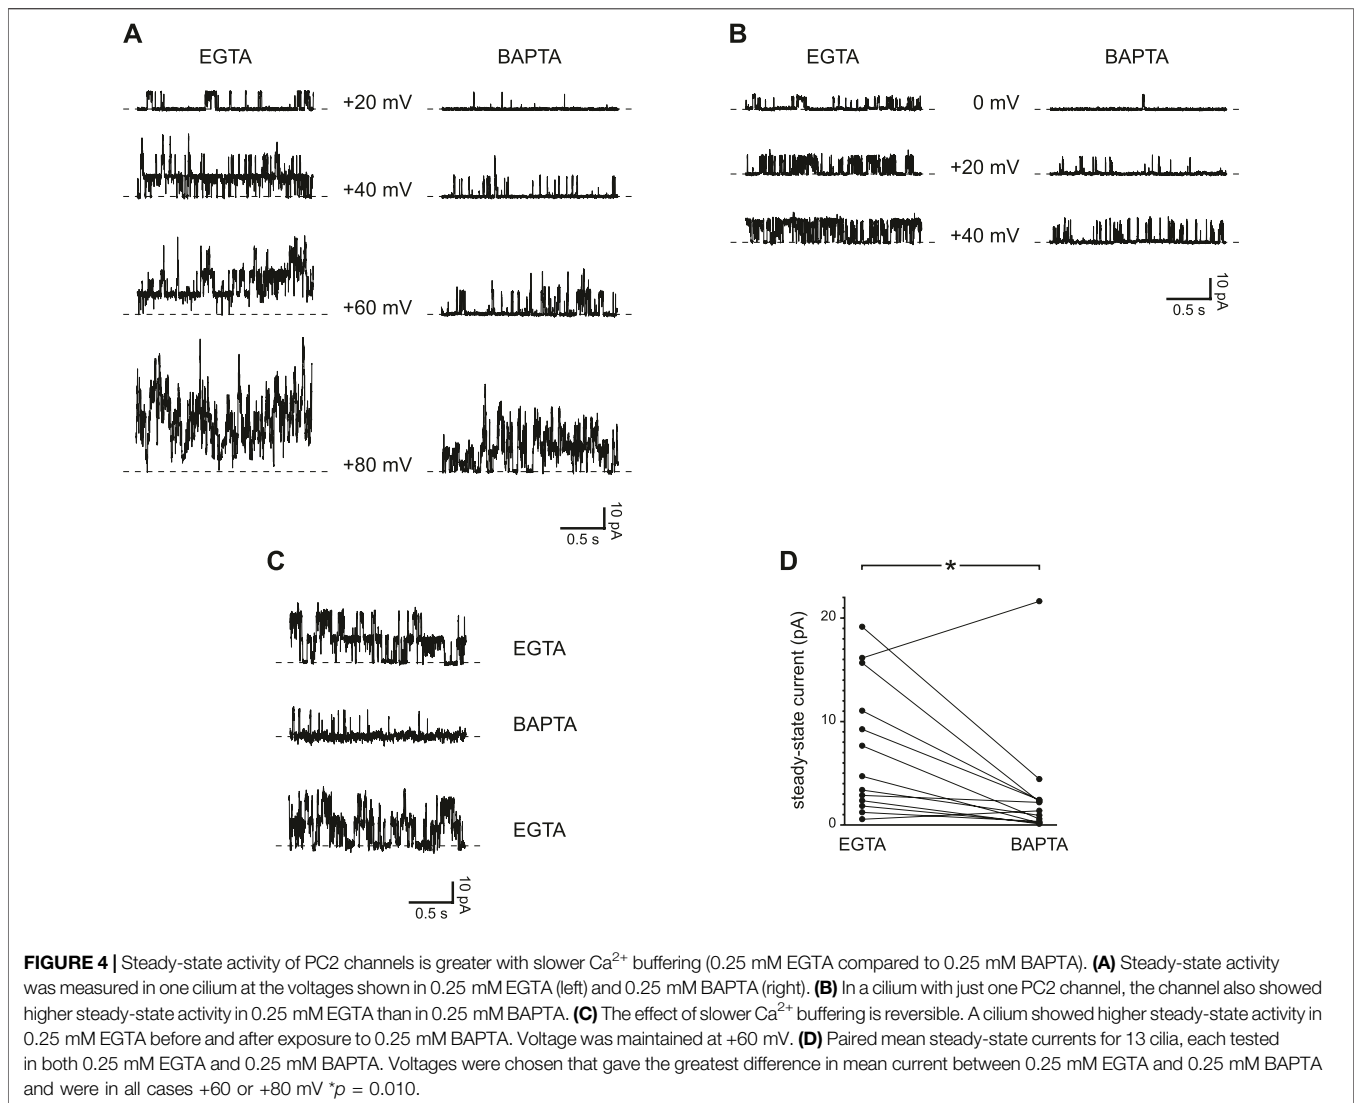 A
EGTA
BAPTA
+20 mV
+40 mV
+60 mV
+80 mV
10 pA
0.5 s
B
EGTA
BAPTA
0 mV
+20 mV
+40 mV
10 pA
0.5 s
C
EGTA
BAPTA
EGTA
10 pA
0.5 s
D
*
steady-state current (pA)
20
10
0
EGTA
BAPTA
FIGURE 4 | Steady-state activity of PC2 channels is greater with slower Ca²⁺ buffering (0.25 mM EGTA compared to 0.25 mM BAPTA). (A) Steady-state activity
was measured in one cilium at the voltages shown in 0.25 mM EGTA (left) and 0.25 mM BAPTA (right). (B) In a cilium with just one PC2 channel, the channel also showed
higher steady-state activity in 0.25 mM EGTA than in 0.25 mM BAPTA. (C) The effect of slower Ca²⁺ buffering is reversible. A cilium showed higher steady-state activity in
0.25 mM EGTA before and after exposure to 0.25 mM BAPTA. Voltage was maintained at +60 mV. (D) Paired mean steady-state currents for 13 cilia, each tested
in both 0.25 mM EGTA and 0.25 mM BAPTA. Voltages were chosen that gave the greatest difference in mean current between 0.25 mM EGTA and 0.25 mM BAPTA
and were in all cases +60 or +80 mV *p = 0.010.